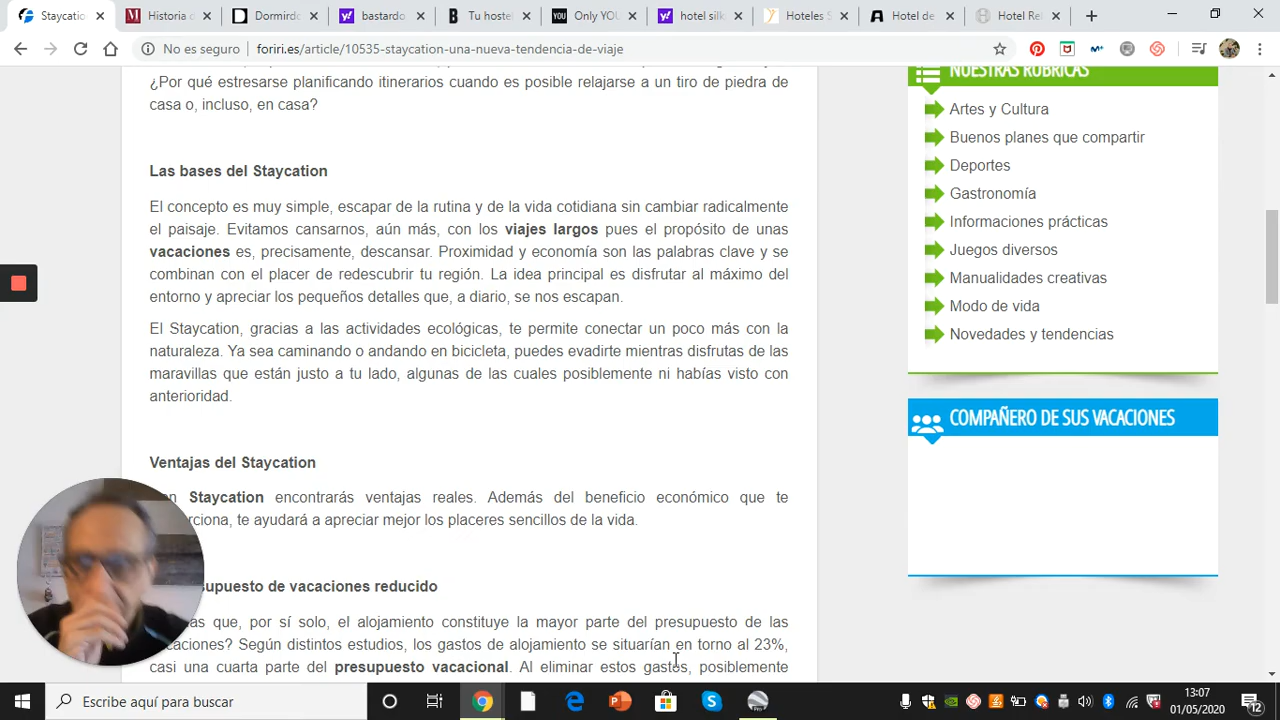 Staycatio
Historia d
Dormirdo
bastardo
Tu hoste
Only YOU
hotel silk
Hoteles S
Hotel de
Hotel Re
No es seguro
foriri.es/article/10535-staycation-una-nueva-tendencia-de-viaje
¿Por qué estresarse planificando itinerarios cuando es posible relajarse a un tiro de piedra de
casa o, incluso, en casa?
Las bases del Staycation
El concepto es muy simple, escapar de la rutina y de la vida cotidiana sin cambiar radicalmente
el paisaje. Evitamos cansarnos, aún más, con los viajes largos pues el propósito de unas
vacaciones es, precisamente, descansar. Proximidad y economía son las palabras clave y se
combinan con el placer de redescubrir tu región. La idea principal es disfrutar al máximo del
entorno y apreciar los pequeños detalles que, a diario, se nos escapan.
El Staycation, gracias a las actividades ecológicas, te permite conectar un poco más con la
naturaleza. Ya sea caminando o andando en bicicleta, puedes evadirte mientras disfrutas de las
maravillas que están justo a tu lado, algunas de las cuales posiblemente ni habías visto con
anterioridad.
Ventajas del Staycation
Staycation encontrarás ventajas reales. Además del beneficio económico que te
rciona, te ayudará a apreciar mejor los placeres sencillos de la vida.
supuesto de vacaciones reducido
as que, por sí solo, el alojamiento constituye la mayor parte del presupuesto de las
caciones? Según distintos estudios, los gastos de alojamiento se situarían en torno al 23%,
casi una cuarta parte del presupuesto vacacional. Al eliminar estos gastos, posiblemente
NUESTRAS RÚBRICAS
Artes y Cultura
Buenos planes que compartir
Deportes
Gastronomía
Informaciones prácticas
Juegos diversos
Manualidades creativas
Modo de vida
Novedades y tendencias
COMPAÑERO DE SUS VACACIONES
Escribe aquí para buscar
13:07
01/05/2020
12